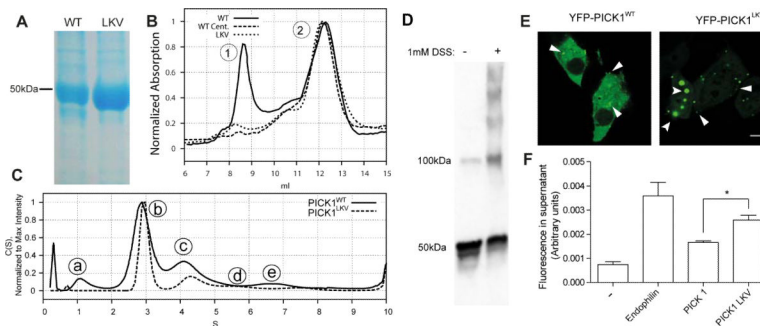 A
WT LKV
50kDa
B
Normalized Absorption
1.0
0.8
0.6
0.4
0.2
0
WT
WT Cent.
LKV
1
2
6 7 8 9 10 11 12 13 14 15
ml
C
C(S),
Normalized to Max Intensity
1.0
0.8
0.6
0.4
0.2
0.0
PICK1WT
PICK1LKV
a
b
c
d
e
0 1 2 3 4 5 6 7 8 9 10
S
D
1mM DSS: - +
100kDa
50kDa
E
YFP-PICK1WT YFP-PICK1LKV
F
Fluorescence in supernatant
(Arbitrary units)
0.005
0.004
0.003
0.002
0.001
0.000
*
-
Endophilin
PICK 1
PICK1 LKV